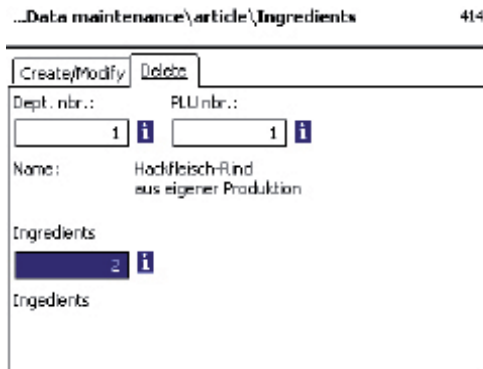 ...Data maintenance\article\Ingredients 414
Create/Modify Delete
Dept. nbr.: PLU nbr.:
1 i 1 i
Name: Hackfleisch-Rind
aus eigener Produktion
Ingredients
2 i
Ingedients